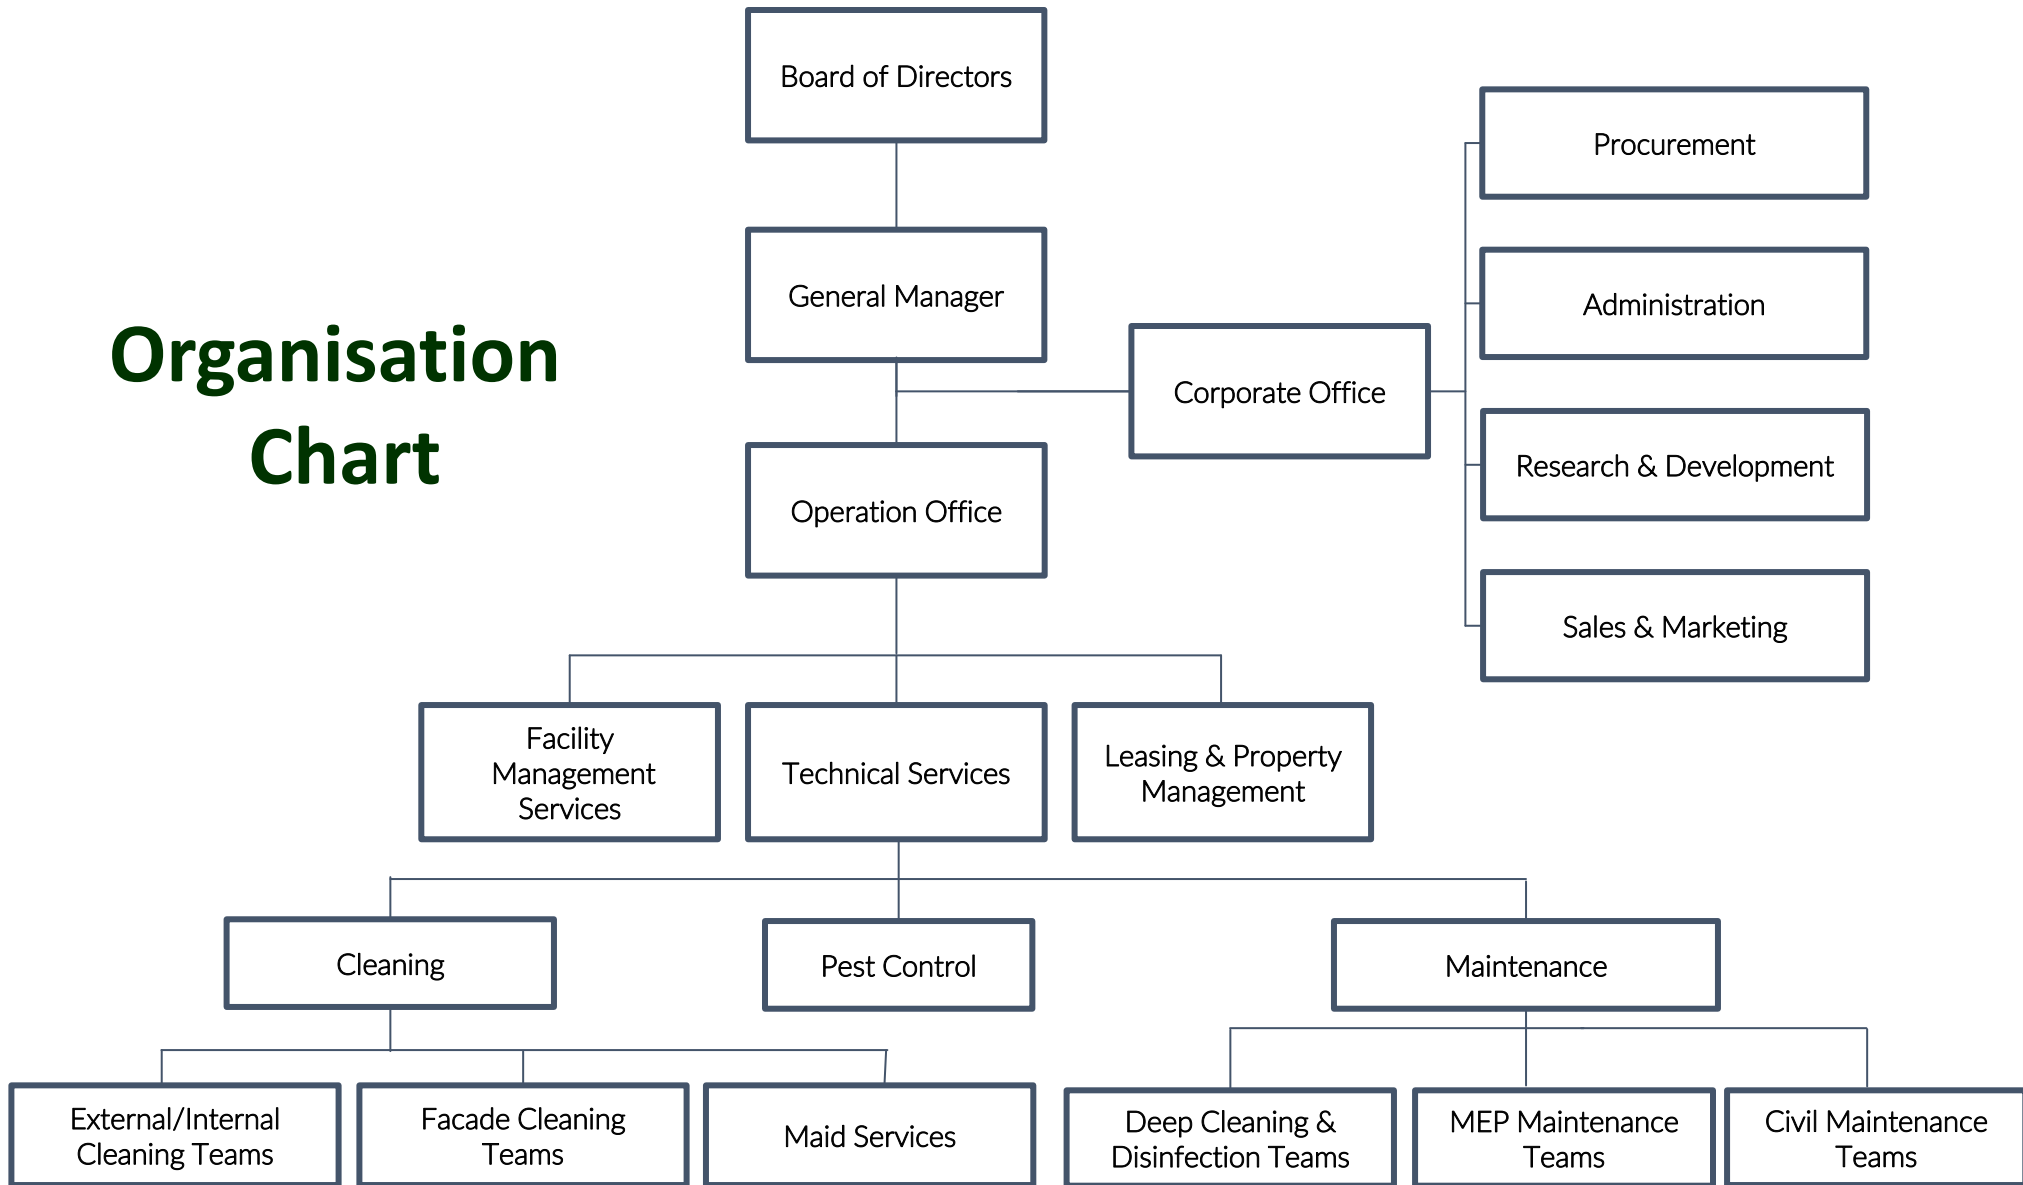 Board of Directors
Procurement
General Manager
Administration
Organisation
Chart
Corporate Office
Research & Development
Operation Office
Sales & Marketing
Facility
Management
Services
Technical Services
Leasing & Property
Management
Cleaning
Pest Control
Maintenance
External/Internal
Cleaning Teams
Facade Cleaning
Teams
Maid Services
Deep Cleaning &
Disinfection Teams
MEP Maintenance
Teams
Civil Maintenance
Teams